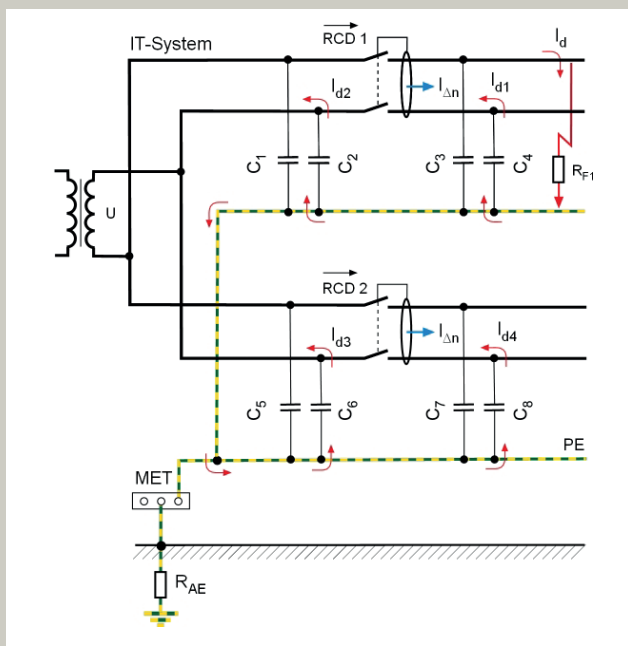 RCD 1
IT-System
I_d
I_d2
I_Δn
I_d1
C_1
C_2
C_3
C_4
R_F1
U
RCD 2
I_d3
I_Δn
I_d4
C_5
C_6
C_7
C_8
PE
MET
R_AE